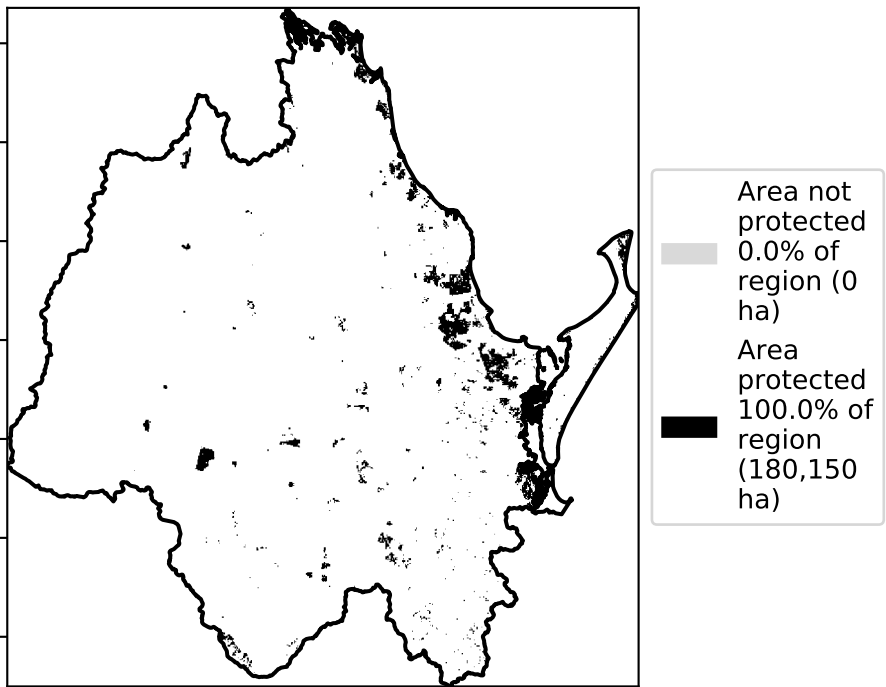 Area not
protected
0.0% of
region (0
ha)
Area
protected
100.0% of
region
(180,150
ha)